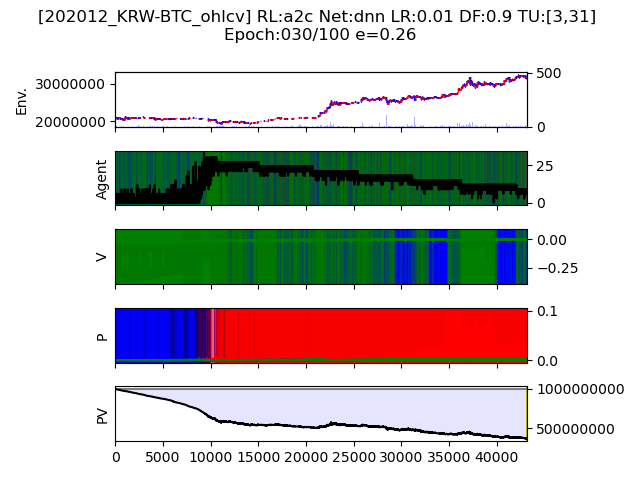 [202012_KRW-BTC_ohlcv] RL:a2c Net:dnn LR:0.01 DF:0.9 TU:[3,31]
Epoch:030/100 e=0.26
Env.
30000000
20000000
500
0
Agent
25
0
V
0.00
−0.25
P
0.1
0.0
PV
1000000000
500000000
0 5000 10000 15000 20000 25000 30000 35000 40000